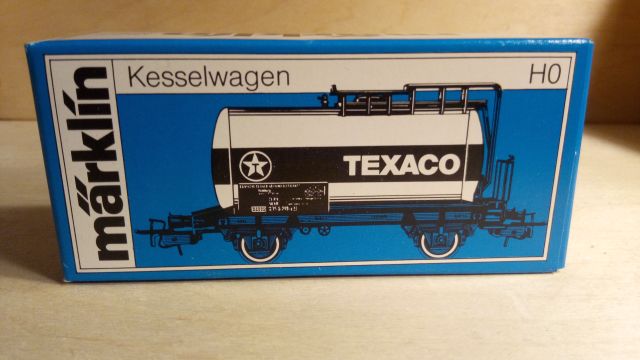 märklin
Kesselwagen
H0
T
TEXACO